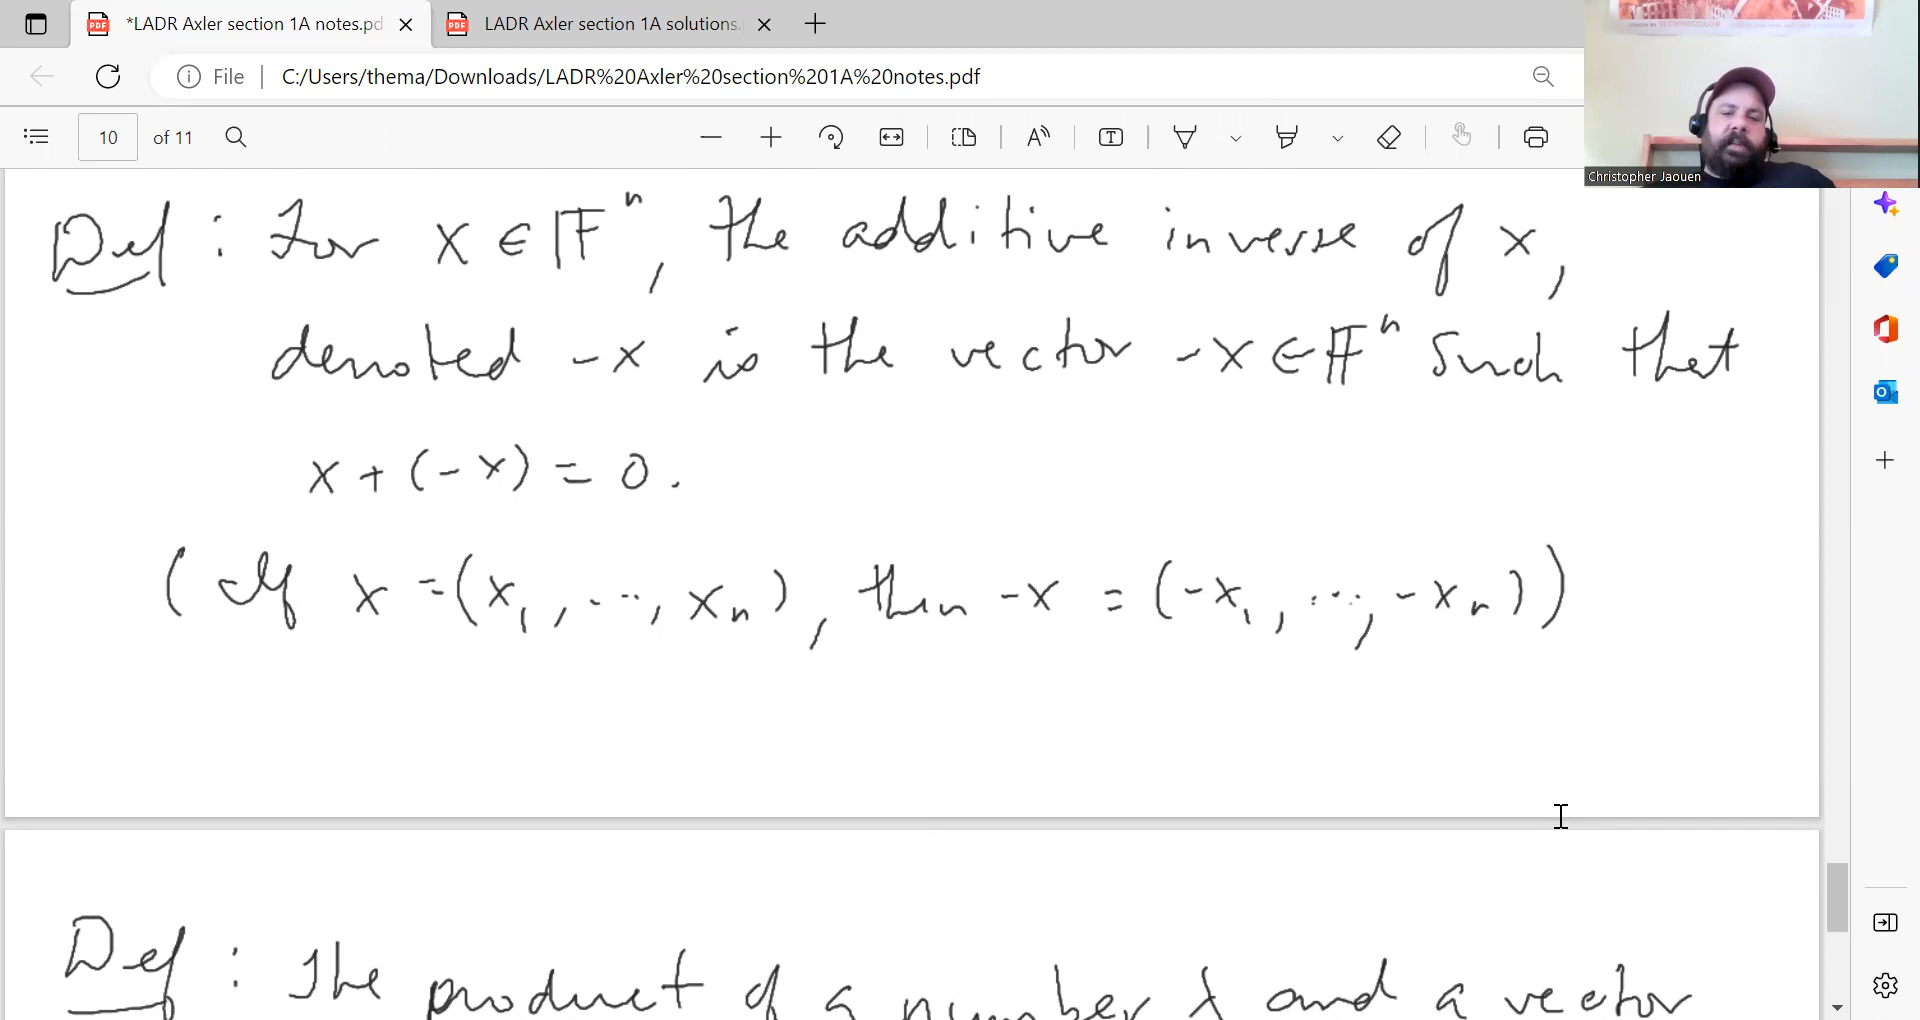 *LADR Axler section 1A notes.pd
LADR Axler section 1A solutions.
File
C:/Users/thema/Downloads/LADR%20Axler%20section%201A%20notes.pdf
10 of 11
TECHNICOLOR
Christopher Jaouen
Def : For x ∈ 𝔽ⁿ, the additive inverse of x,
denoted -x is the vector -x ∈ 𝔽ⁿ such that
x + (-x) = 0.
(If x = (x₁, ..., xₙ), then -x = (-x₁, ..., -xₙ))
Def : The product of a number λ and a vector